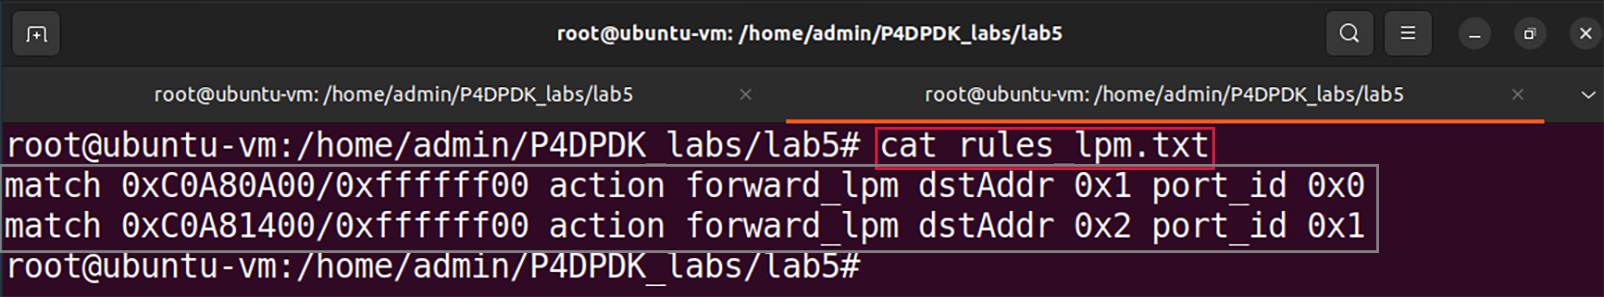 root@ubuntu-vm: /home/admin/P4DPDK_labs/lab5
root@ubuntu-vm: /home/admin/P4DPDK_labs/lab5
root@ubuntu-vm: /home/admin/P4DPDK_labs/lab5
root@ubuntu-vm:/home/admin/P4DPDK_labs/lab5# cat rules_lpm.txt
match 0xC0A80A00/0xffffff00 action forward_lpm dstAddr 0x1 port_id 0x0
match 0xC0A81400/0xffffff00 action forward_lpm dstAddr 0x2 port_id 0x1
root@ubuntu-vm:/home/admin/P4DPDK_labs/lab5#